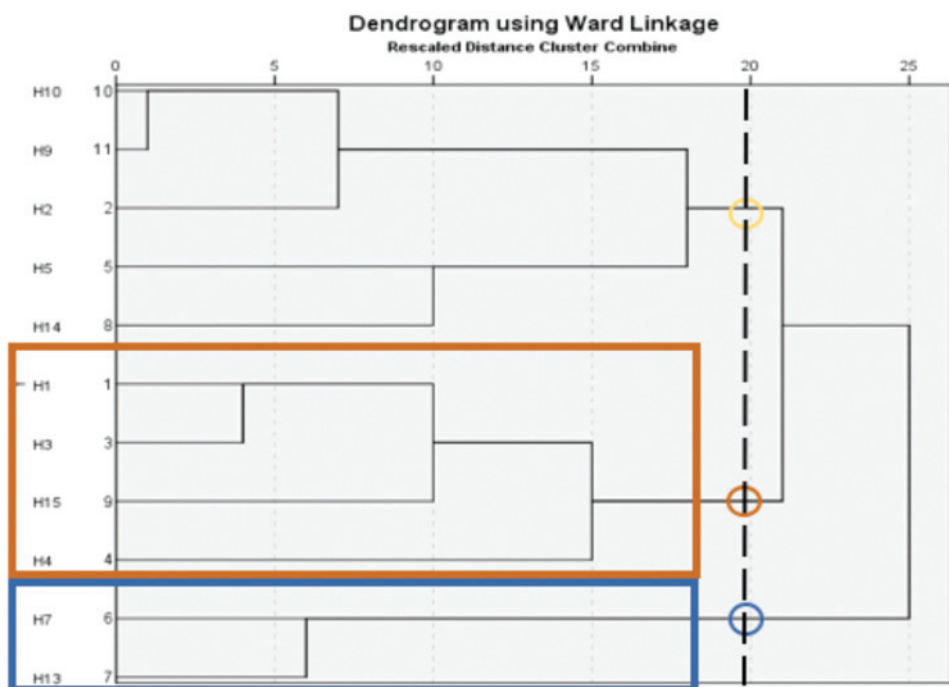 Dendrogram using Ward Linkage
Rescaled Distance Cluster Combine
0 5 10 15 20 25
H10 10
H9 11
H2 2
H5 5
H14 8
H1 1
H3 3
H15 9
H4 4
H7 6
H13 7